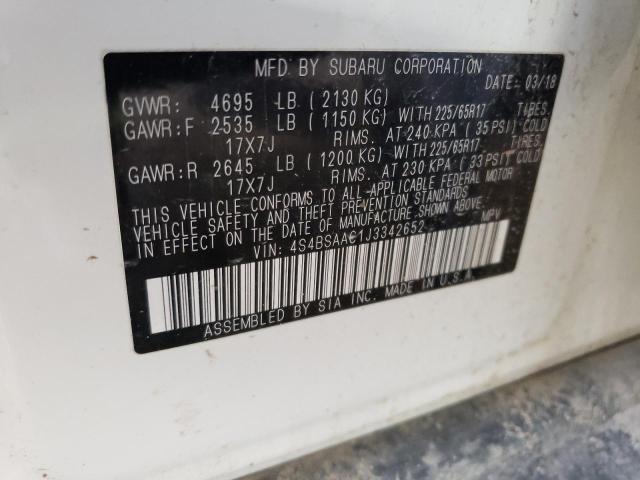 MFD BY SUBARU CORPORATION DATE: 03/18
GVWR: 4695 LB ( 2130 KG)
GAWR:F 2535 LB ( 1150 KG) WITH 225/65R17 TIRES.
17X7J RIMS. AT 240 KPA ( 35 PSI) COLD
GAWR:R 2645 LB ( 1200 KG) WITH 225/65R17 TIRES.
17X7J RIMS. AT 230 KPA ( 33 PSI) COLD
THIS VEHICLE CONFORMS TO ALL APPLICABLE FEDERAL MOTOR
VEHICLE SAFETY, BUMPER, AND THEFT PREVENTION STANDARDS
IN EFFECT ON DATE OF MANUFACTURE SHOWN ABOVE.
VIN: 4S4BSAAC1J3342652 MPV
ASSEMBLED BY SIA INC. MADE IN U.S.A.